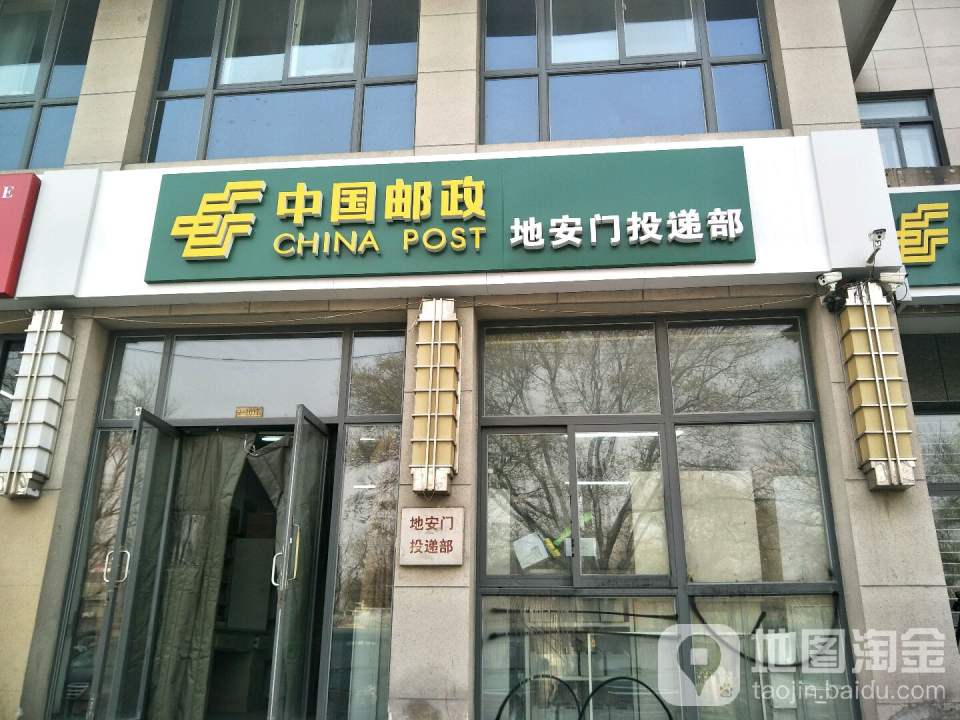 中国邮政
CHINA POST
地安门投递部
E
地安门
投递部
地图淘金
taojin.baidu.com